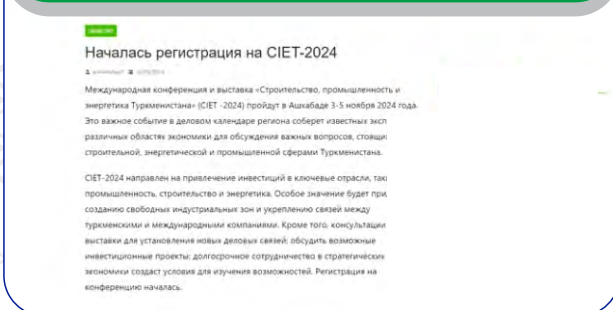 Началась регистрация на CIET-2024
Международная конференция и выставка «Строительство, промышленность и
энергетика Туркменистана» (CIET -2024) пройдут в Ашхабаде 3-5 ноября 2024 года.
Это важное событие в деловом календаре региона соберет известных эксп
различных областях экономики для обсуждения важных вопросов, стоящи
строительной, энергетической и промышленной сферами Туркменистана.
CIET-2024 направлен на привлечение инвестиций в ключевые отрасли, так
промышленность, строительство и энергетика. Особое значение будет при
созданию свободных индустриальных зон и укреплению связей между
туркменскими и международными компаниями. Кроме того, консультации
выставки для установления новых деловых связей; обсудить возможные
инвестиционные проекты; долгосрочное сотрудничество в стратегических
экономики создаст условия для изучения возможностей. Регистрация на
конференцию началась.